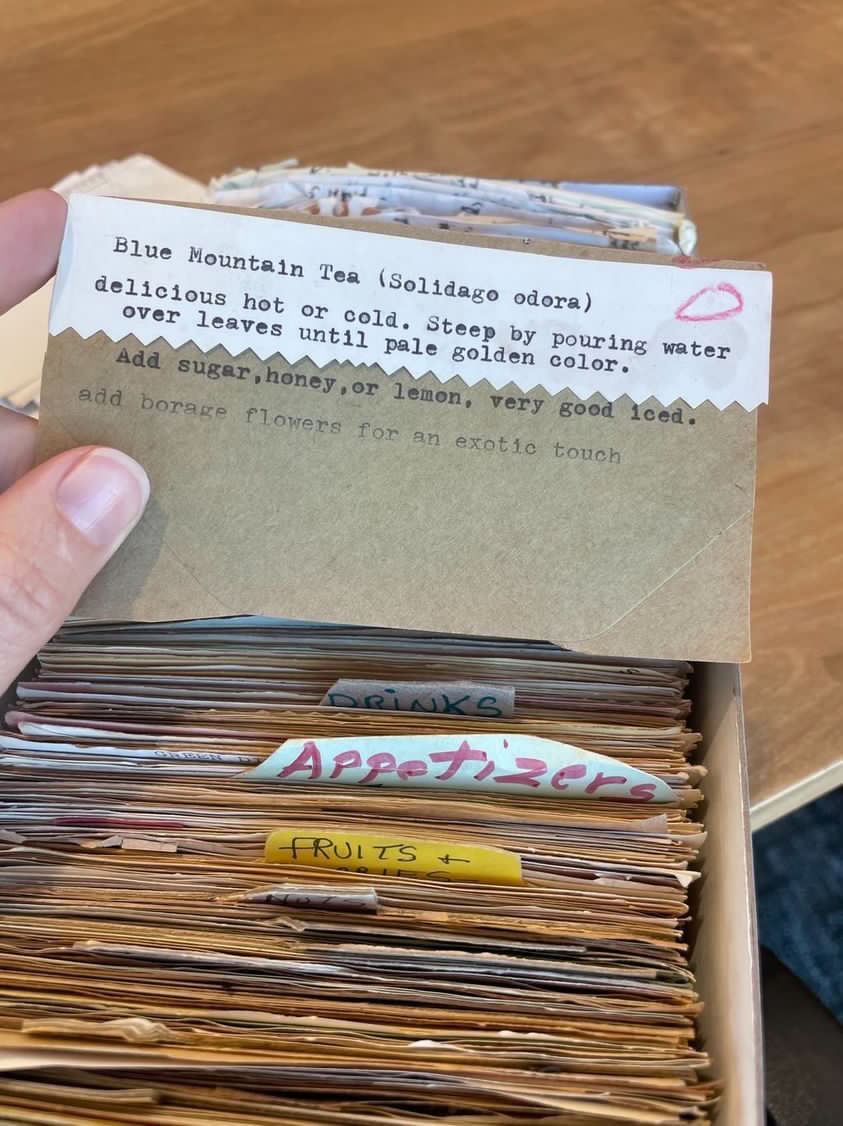 Blue Mountain Tea (Solidago odora)
delicious hot or cold. Steep by pouring water
over leaves until pale golden color.
Add sugar,honey,or lemon, very good iced.
add borage flowers for an exotic touch
DRINKS
Appetizers
GREEN
FRUITS +